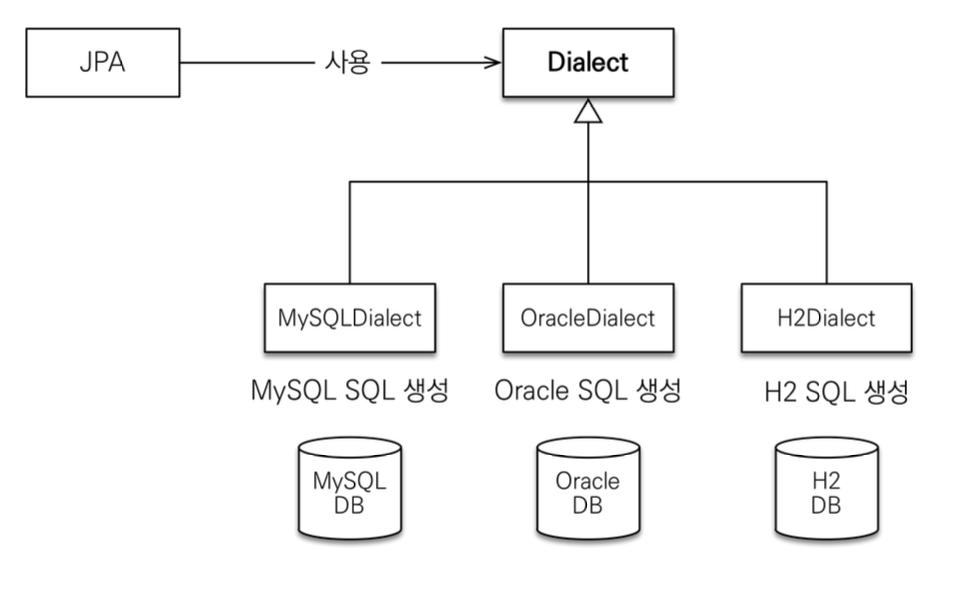 JPA
사용
Dialect
MySQLDialect
OracleDialect
H2Dialect
MySQL SQL 생성
Oracle SQL 생성
H2 SQL 생성
MySQL
DB
Oracle
DB
H2
DB